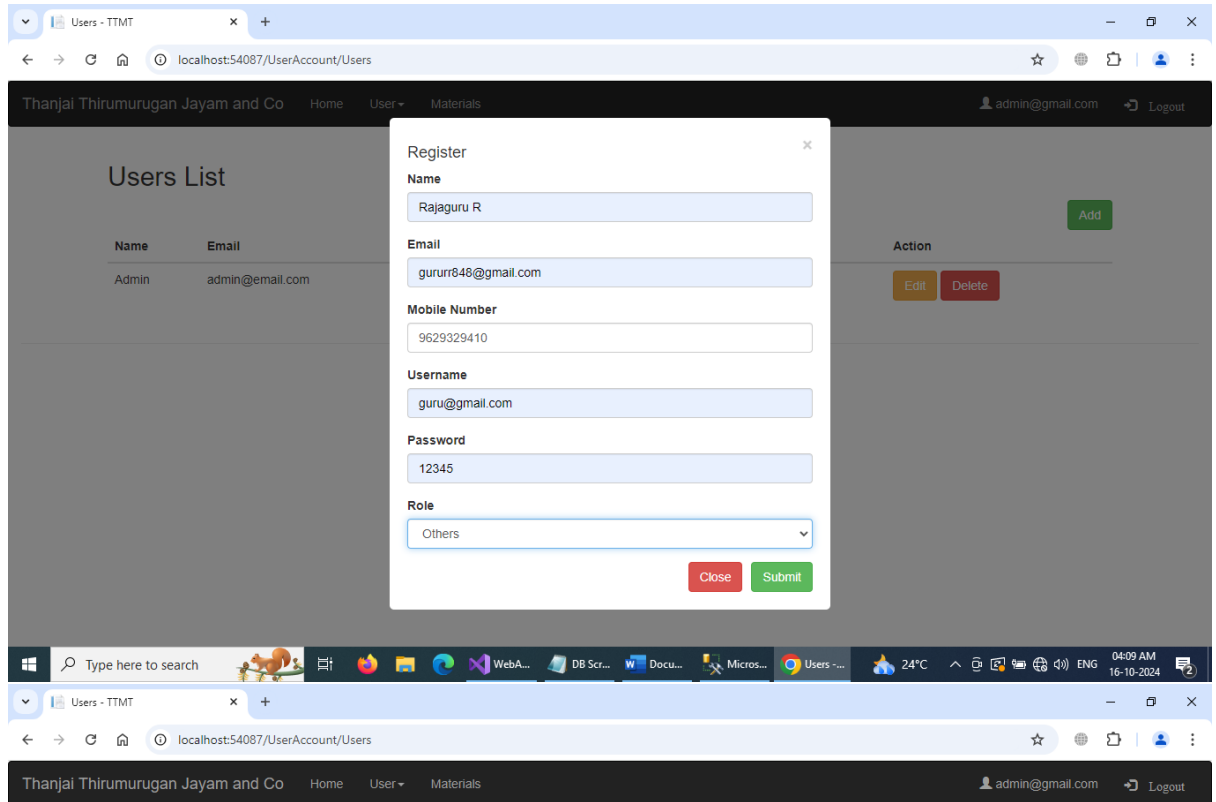 Users - TTMT
localhost:54087/UserAccount/Users
Thanjai Thirumurugan Jayam and Co Home User Materials admin@gmail.com Logout
Users List
Add
Name Email Action
Admin admin@email.com Edit Delete
Register ×
Name
Rajaguru R
Email
gururr848@gmail.com
Mobile Number
9629329410
Username
guru@gmail.com
Password
12345
Role
Others
Close Submit
Type here to search WebA... DB Scr... Docu... Micros... Users -... 24°C ENG 04:09 AM
16-10-2024 2
Users - TTMT
localhost:54087/UserAccount/Users
Thanjai Thirumurugan Jayam and Co Home User Materials admin@gmail.com Logout